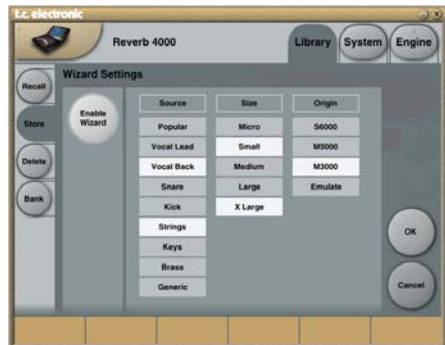 t.c. electronic
Reverb 4000
Library
System
Engine
Wizard Settings
Recall
Store
Delete
Bank
Enable
Wizard
Source
Size
Origin
Popular
Micro
S6000
Vocal Lead
Small
M5000
Vocal Back
Medium
M3000
Snare
Large
Emulate
Kick
X Large
Strings
Keys
Brass
Generic
OK
Cancel